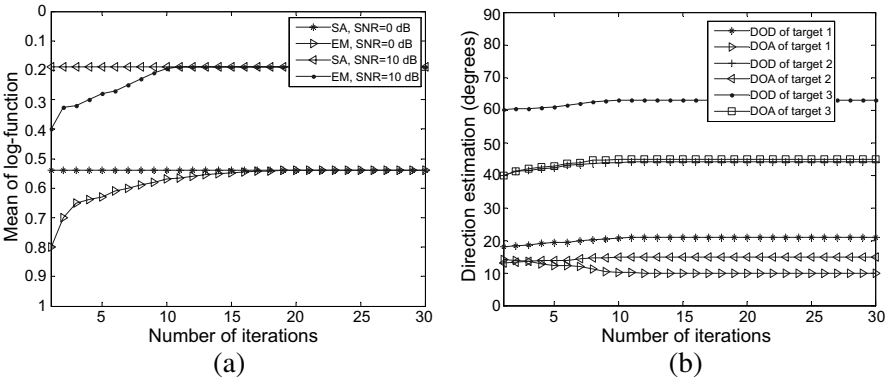 0
0.1
0.2
0.3
0.4
0.5
0.6
0.7
0.8
0.9
1
Mean of log-function
5
10
15
20
25
30
Number of iterations
SA, SNR=0 dB
EM, SNR=0 dB
SA, SNR=10 dB
EM, SNR=10 dB
(a)
90
80
70
60
50
40
30
20
10
0
Direction estimation (degrees)
5
10
15
20
25
30
Number of iterations
DOD of target 1
DOA of target 1
DOD of target 2
DOA of target 2
DOD of target 3
DOA of target 3
(b)